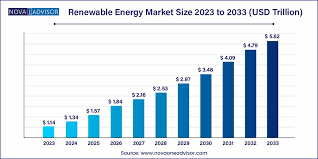 NOVA ADVISOR
Renewable Energy Market Size 2023 to 2033 (USD Trillion)
$ 1.14
$ 1.34
$ 1.57
$ 1.84
$ 2.16
$ 2.53
$ 2.97
$ 3.48
$ 4.09
$ 4.79
$ 5.62
2023 2024 2025 2026 2027 2028 2029 2030 2031 2032 2033
Source: www.novaoneadvisor.com